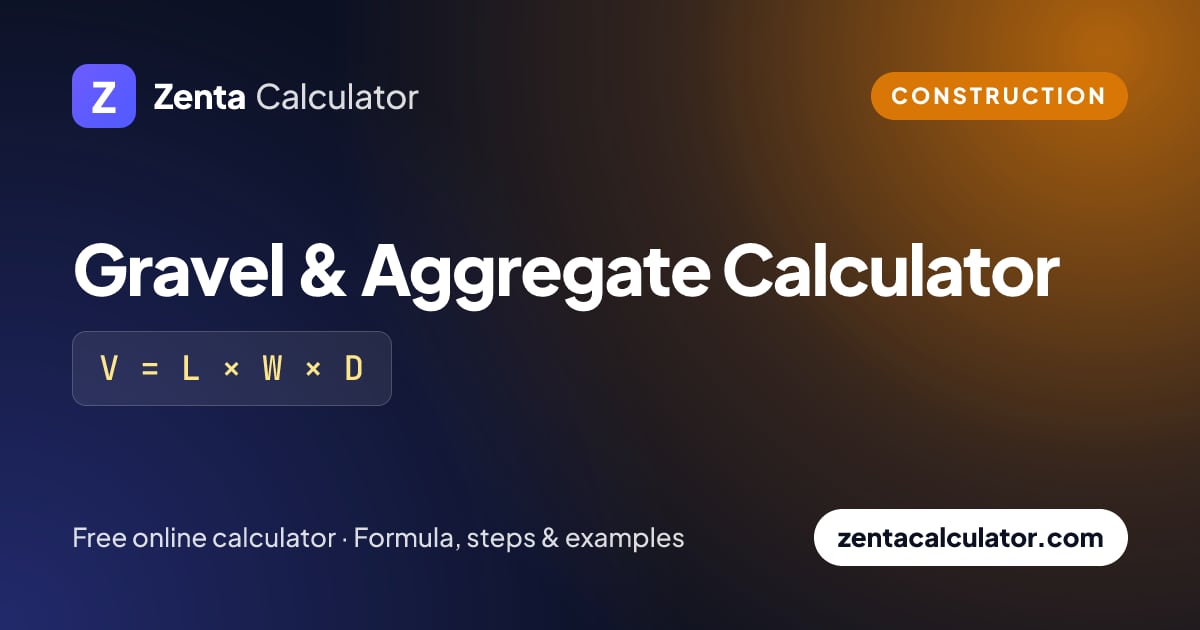 Z
Zenta Calculator
CONSTRUCTION
Gravel & Aggregate Calculator
V = L × W × D
Free online calculator · Formula, steps & examples
zentacalculator.com